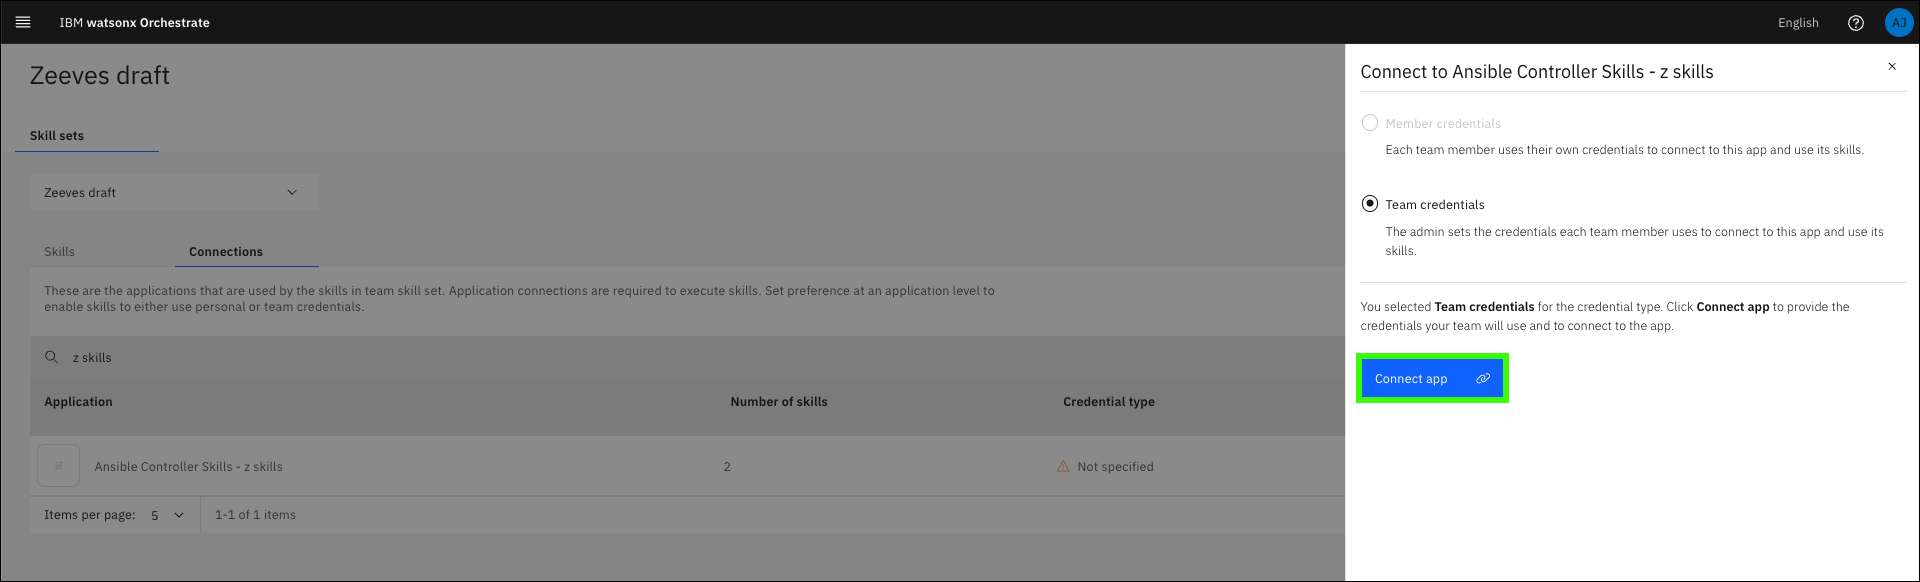 IBM watsonx Orchestrate
English
AJ
Zeeves draft
Skill sets
Zeeves draft
Skills
Connections
These are the applications that are used by the skills in team skill set. Application connections are required to execute skills. Set preference at an application level to
enable skills to either use personal or team credentials.
z skills
Application
Number of skills
Credential type
Ansible Controller Skills - z skills
2
Not specified
Items per page: 5
1-1 of 1 items
Connect to Ansible Controller Skills - z skills
Member credentials
Each team member uses their own credentials to connect to this app and use its skills.
Team credentials
The admin sets the credentials each team member uses to connect to this app and use its
skills.
You selected Team credentials for the credential type. Click Connect app to provide the
credentials your team will use and to connect to the app.
Connect app